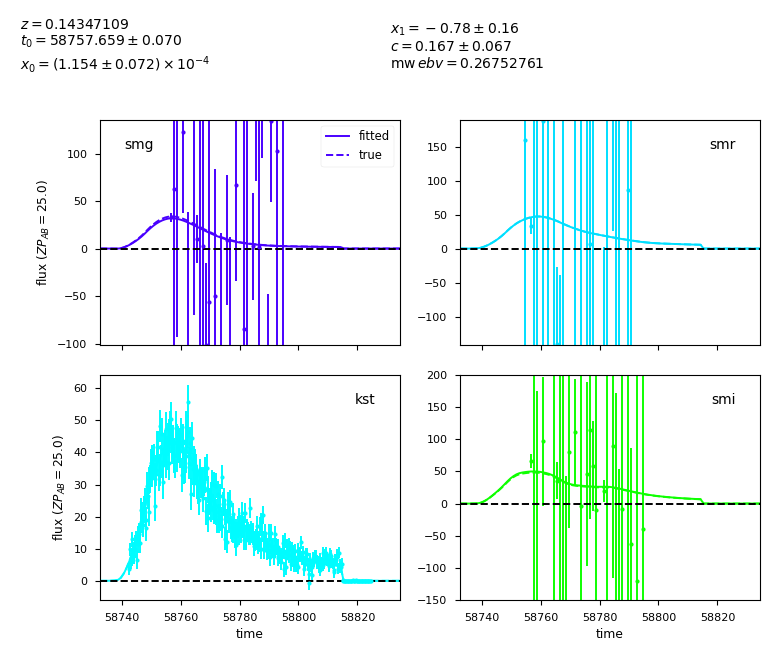 z = 0.14347109
t₀ = 58757.659 ± 0.070
x₀ = (1.154 ± 0.072) × 10⁻⁴
x₁ = −0.78 ± 0.16
c = 0.167 ± 0.067
mw ebv = 0.26752761
smg
fitted
true
100
50
0
−50
−100
flux (ZP_AB = 25.0)
smr
150
100
50
0
−50
−100
kst
60
50
40
30
20
10
0
flux (ZP_AB = 25.0)
58740 58760 58780 58800 58820
time
smi
200
150
100
50
0
−50
−100
−150
58740 58760 58780 58800 58820
time